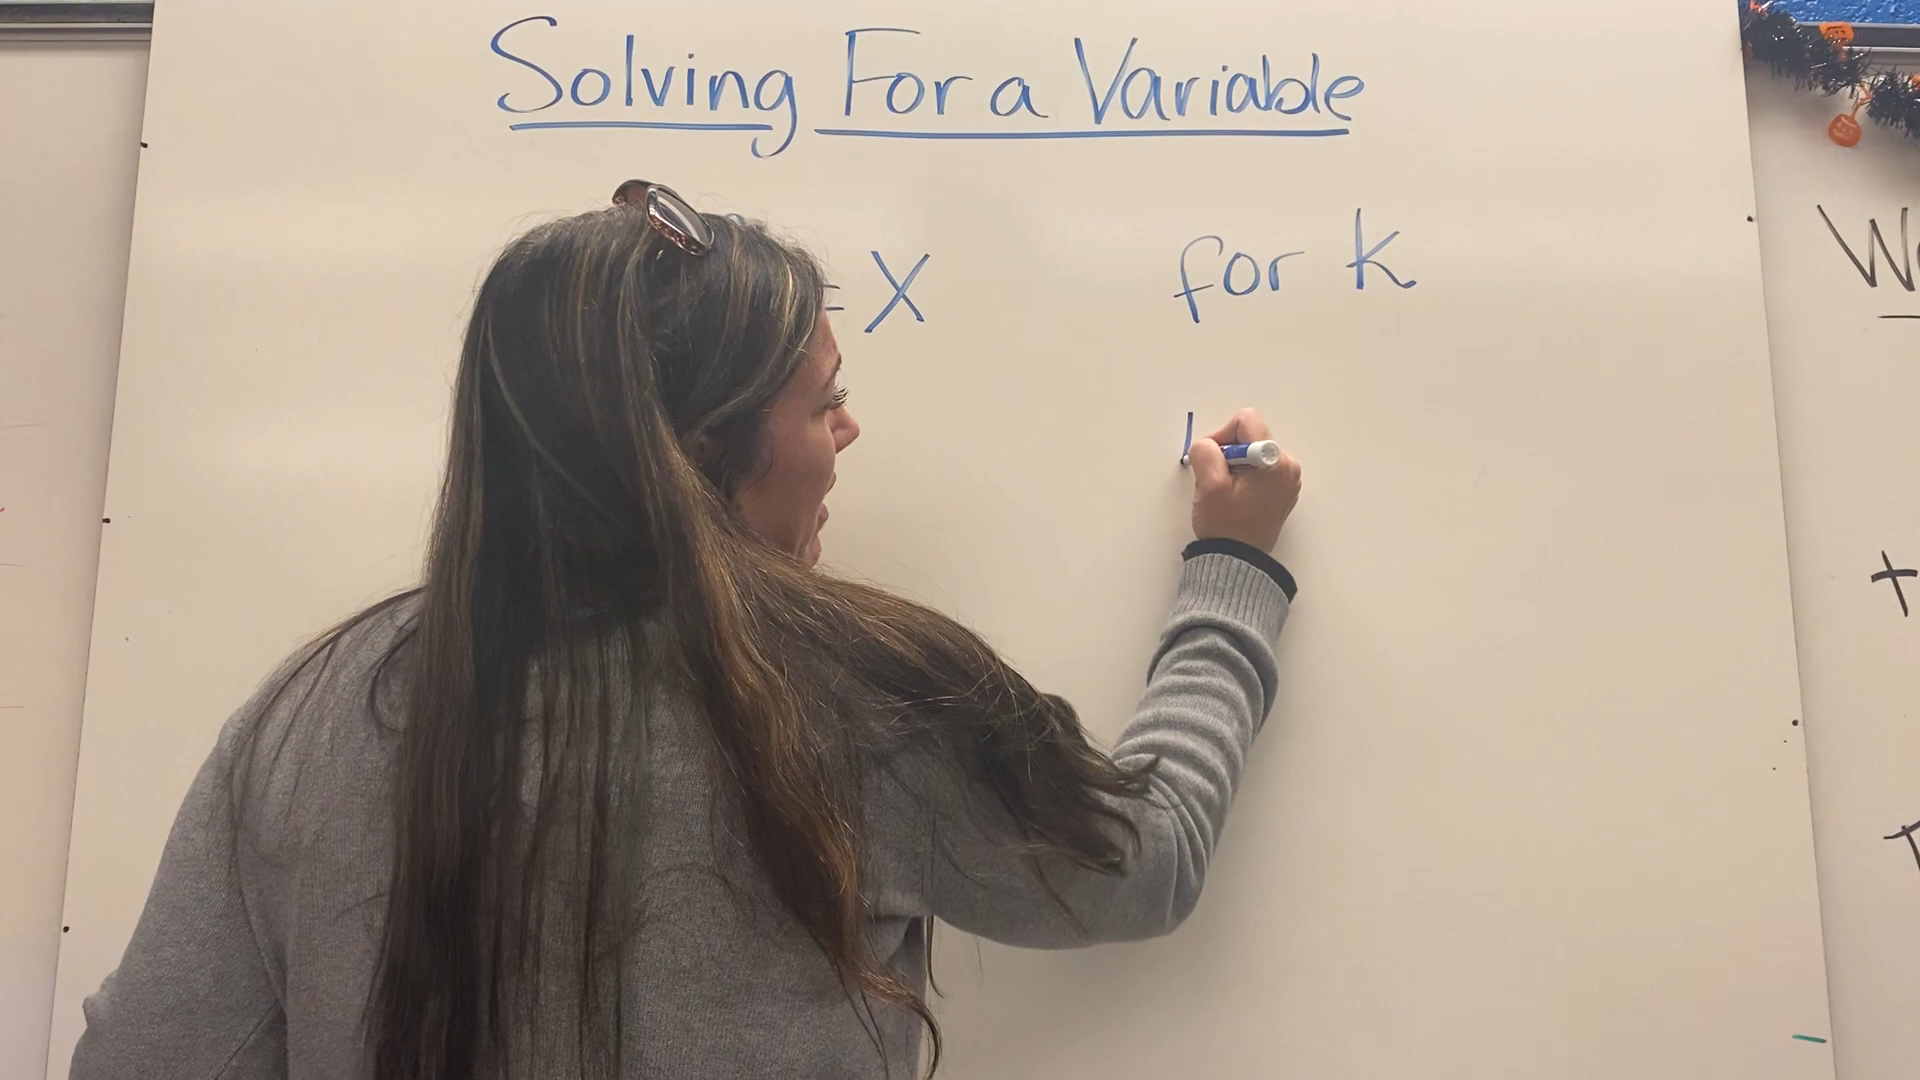 Solving For a Variable
= X for K